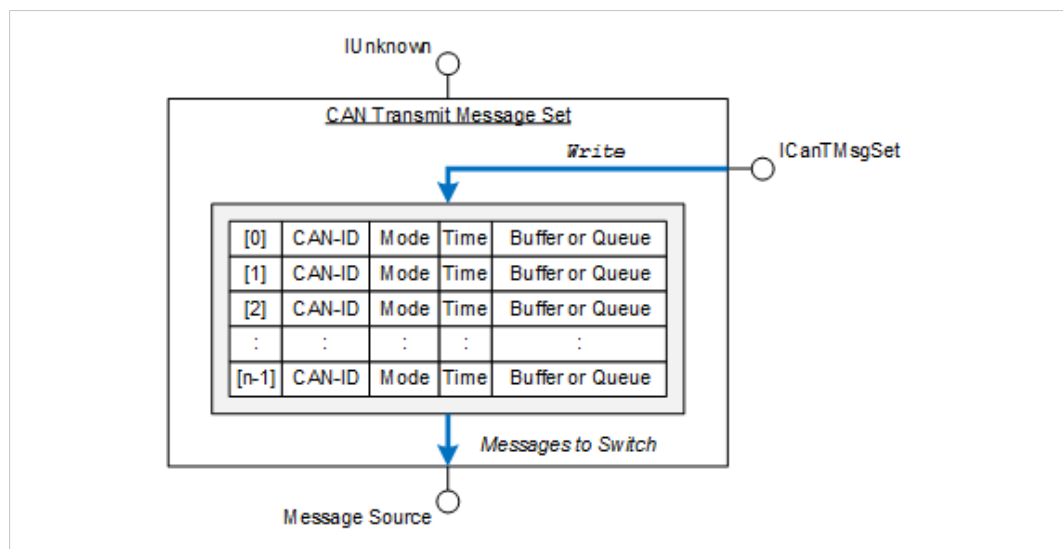 IUnknown
CAN Transmit Message Set
Write
ICanTMsgSet
[0] CAN-ID Mode Time Buffer or Queue
[1] CAN-ID Mode Time Buffer or Queue
[2] CAN-ID Mode Time Buffer or Queue
: : : : :
[n-1] CAN-ID Mode Time Buffer or Queue
Messages to Switch
Message Source